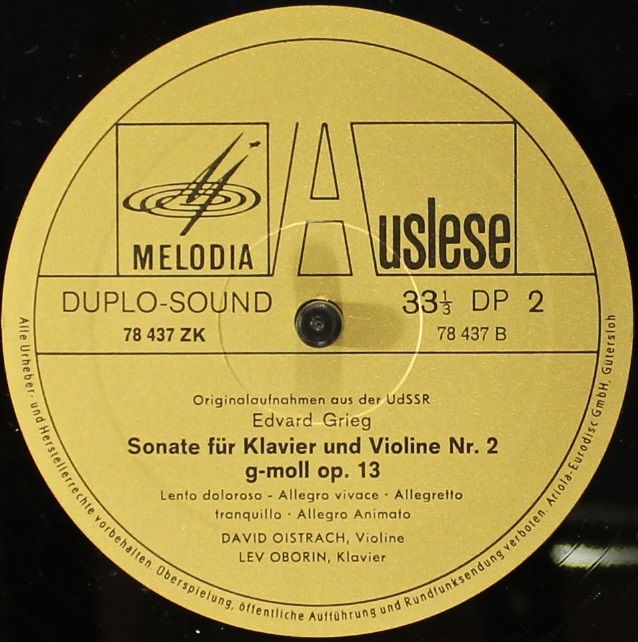 Auslese
MELODIA
DUPLO-SOUND 33⅓ DP 2
78 437 ZK 78 437 B
Originalaufnahmen aus der UdSSR
Edvard Grieg
Sonate für Klavier und Violine Nr. 2
g-moll op. 13
Lento doloroso - Allegro vivace · Allegretto
tranquillo · Allegro Animato
DAVID OISTRACH, Violine
LEV OBORIN, Klavier
Alle Urheber- und Herstellerrechte vorbehalten. Überspielung, öffentliche Aufführung und Rundfunksendung verboten. Ariola-Eurodisc GmbH, Gütersloh